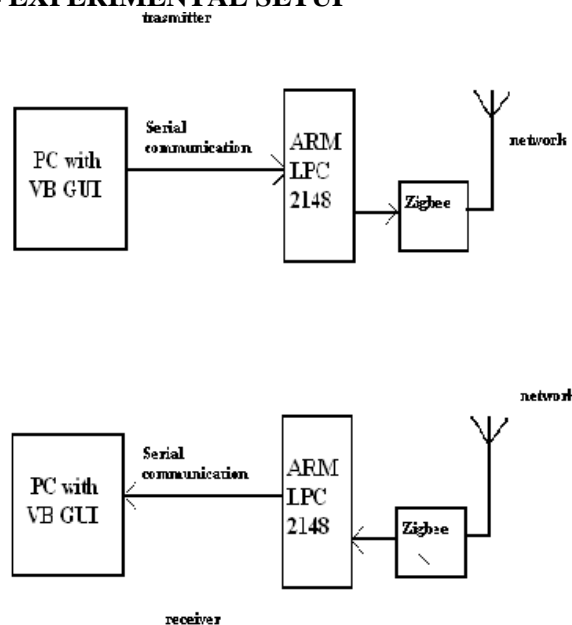 EXPERIMENTAL SETUP
trasmitter
Serial
communication
ARM
LPC
2148
PC with
VB GUI
Zigbee
network
network
Serial
communication
ARM
LPC
2148
PC with
VB GUI
Zigbee
receiver